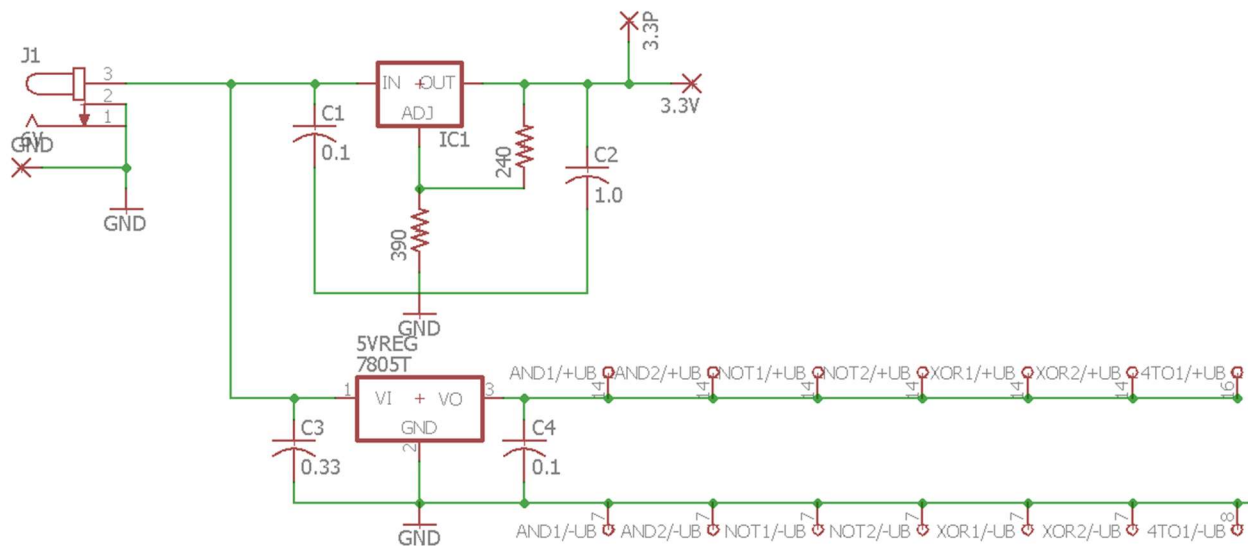 3.3P
J1
3
2
1
6V
GND
GND
IN
+
OUT
ADJ
IC1
C1
0.1
240
C2
1.0
3.3V
390
GND
5VREG
7805T
1
VI
+
VO
3
GND
2
C3
0.33
C4
0.1
AND1/+UB
14
AND2/+UB
14
NOT1/+UB
14
NOT2/+UB
14
XOR1/+UB
14
XOR2/+UB
14
4TO1/+UB
16
GND
AND1/-UB
7
AND2/-UB
7
NOT1/-UB
7
NOT2/-UB
7
XOR1/-UB
7
XOR2/-UB
7
4TO1/-UB
8